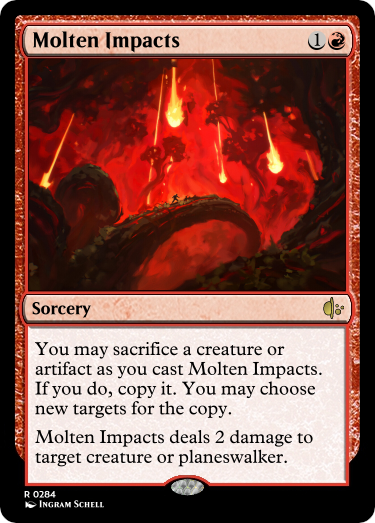 Molten Impacts 1
Sorcery
You may sacrifice a creature or
artifact as you cast Molten Impacts.
If you do, copy it. You may choose
new targets for the copy.
Molten Impacts deals 2 damage to
target creature or planeswalker.
R 0284
Ingram Schell